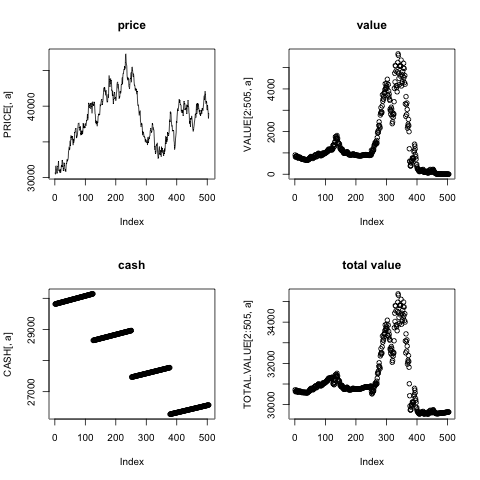 price
PRICE[, a]
30000
40000
0
100
200
300
400
500
Index
value
VALUE[2:505, a]
0
2000
4000
0
100
200
300
400
500
Index
cash
CASH[, a]
27000
29000
0
100
200
300
400
500
Index
total value
TOTAL.VALUE[2:505, a]
30000
32000
34000
0
100
200
300
400
500
Index